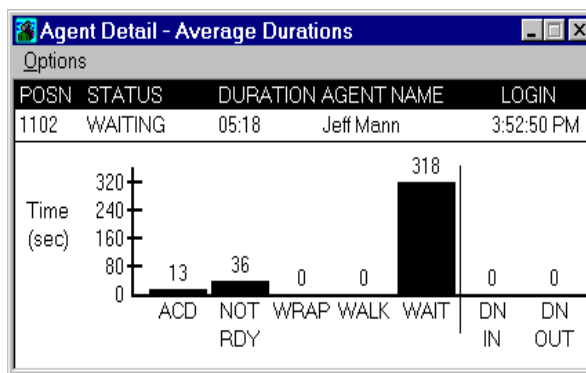 Agent Detail - Average Durations
Options
POSN STATUS DURATION AGENT NAME LOGIN
1102 WAITING 05:18 Jeff Mann 3:52:50 PM
318
320
Time 240
(sec) 160
80 13 36 0 0 0 0
0
ACD NOT WRAP WALK WAIT DN DN
RDY IN OUT